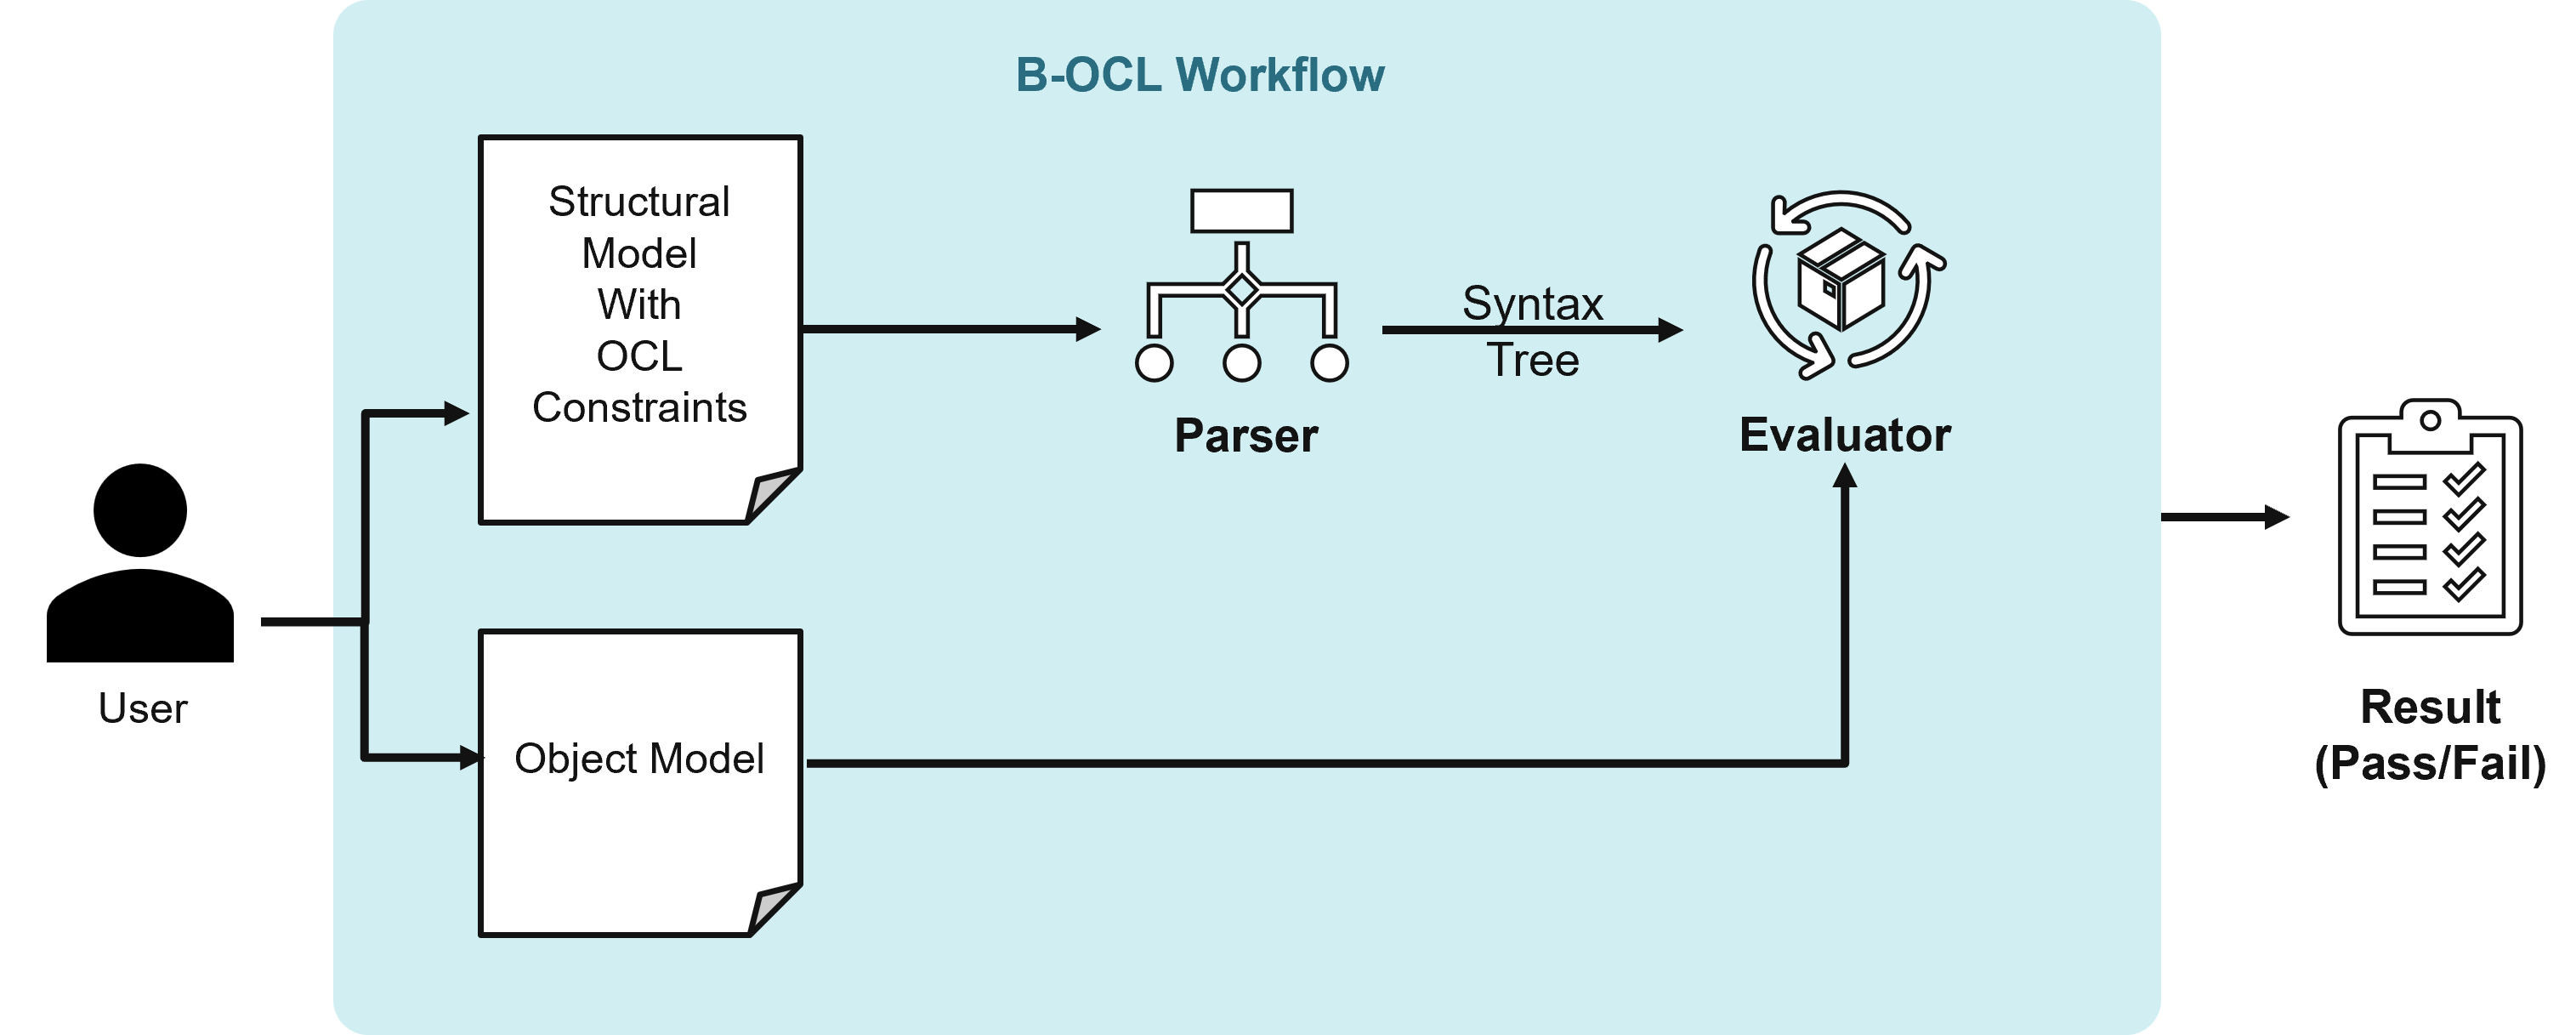 B-OCL Workflow
Structural
Model
With
OCL
Constraints
Syntax
Tree
Parser
Evaluator
User
Object Model
Result
(Pass/Fail)